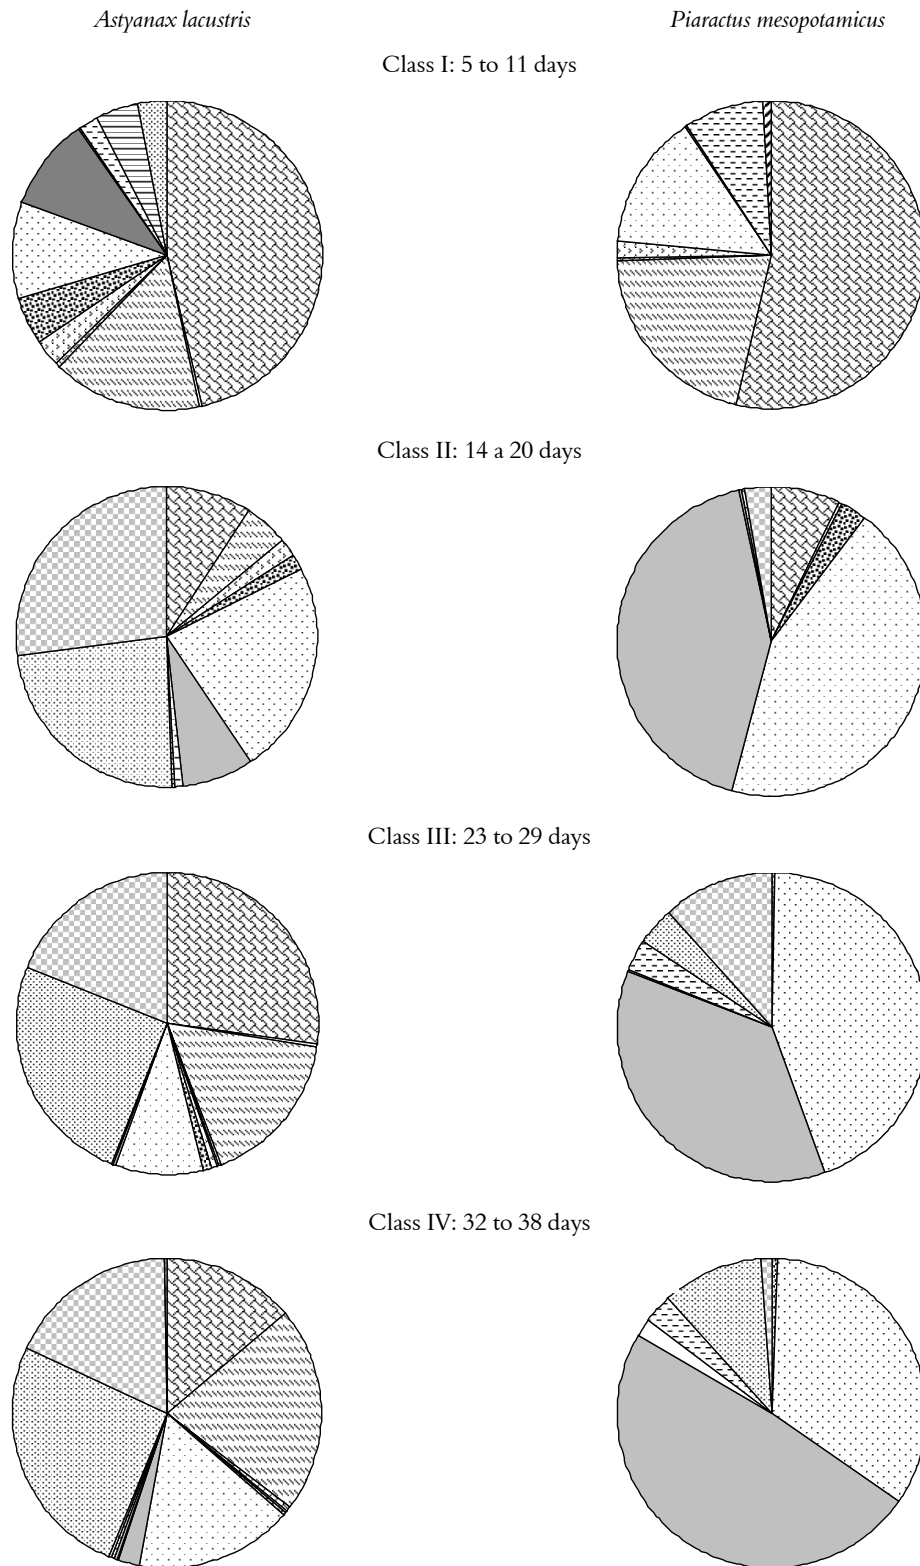 Astyanax lacustris
Piaractus mesopotamicus
Class I: 5 to 11 days
Class II: 14 a 20 days
Class III: 23 to 29 days
Class IV: 32 to 38 days